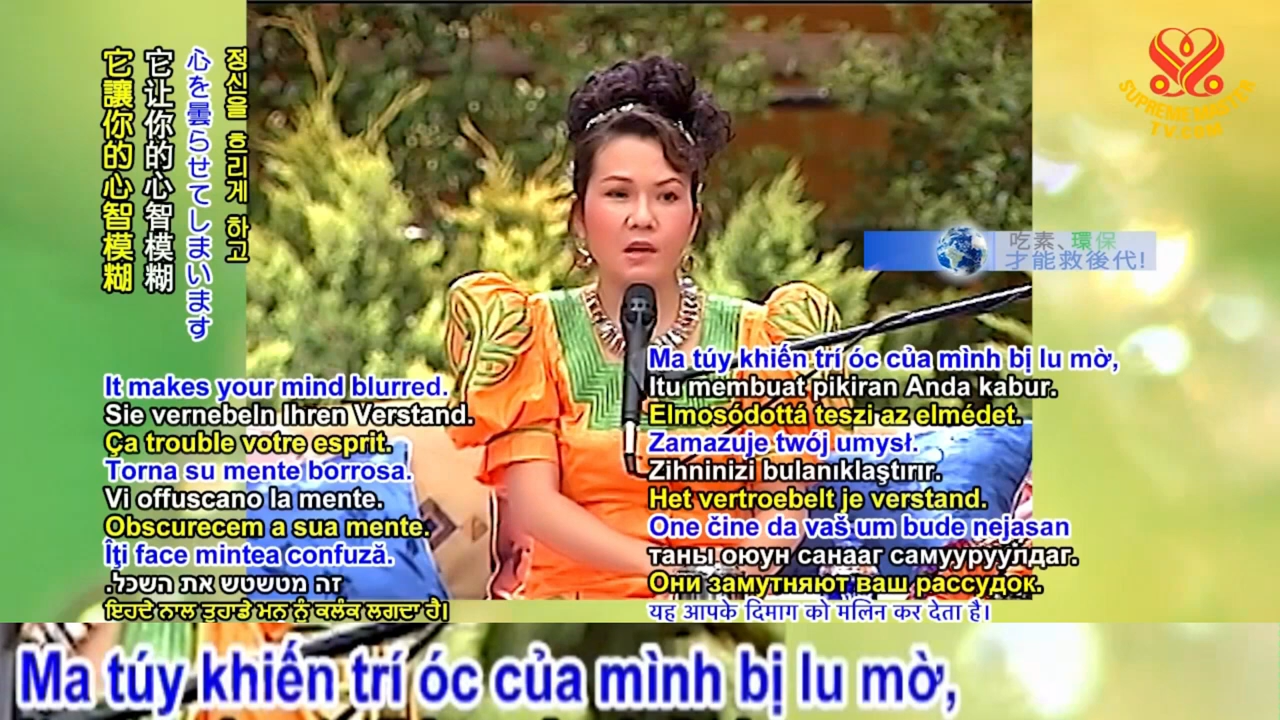 정신을 흐리게 하고
心を曇らせてしまいます
它让你的心智模糊
它讓你的心智模糊
SUPREME MASTER
TV.COM
吃素、環保
才能救後代!
It makes your mind blurred.
Sie vernebeln Ihren Verstand.
Ça trouble votre esprit.
Torna su mente borrosa.
Vi offuscano la mente.
Obscurecem a sua mente.
Îţi face mintea confuză.
זה מטשטש את השכל.
ਇਹਦੇ ਨਾਲ ਤੁਹਾਡੇ ਮਨ ਨੂੰ ਕਲੰਕ ਲਗਦਾ ਹੈ।
Ma túy khiến trí óc của mình bị lu mờ,
Itu membuat pikiran Anda kabur.
Elmosódottá teszi az elmédet.
Zamazuje twój umysł.
Zihninizi bulanıklaştırır.
Het vertroebelt je verstand.
One čine da vaš um bude nejasan
таны оюун санааг самууруулдаг.
Они замутняют ваш рассудок.
यह आपके दिमाग को मलिन कर देता है।
Ma túy khiến trí óc của mình bị lu mờ,